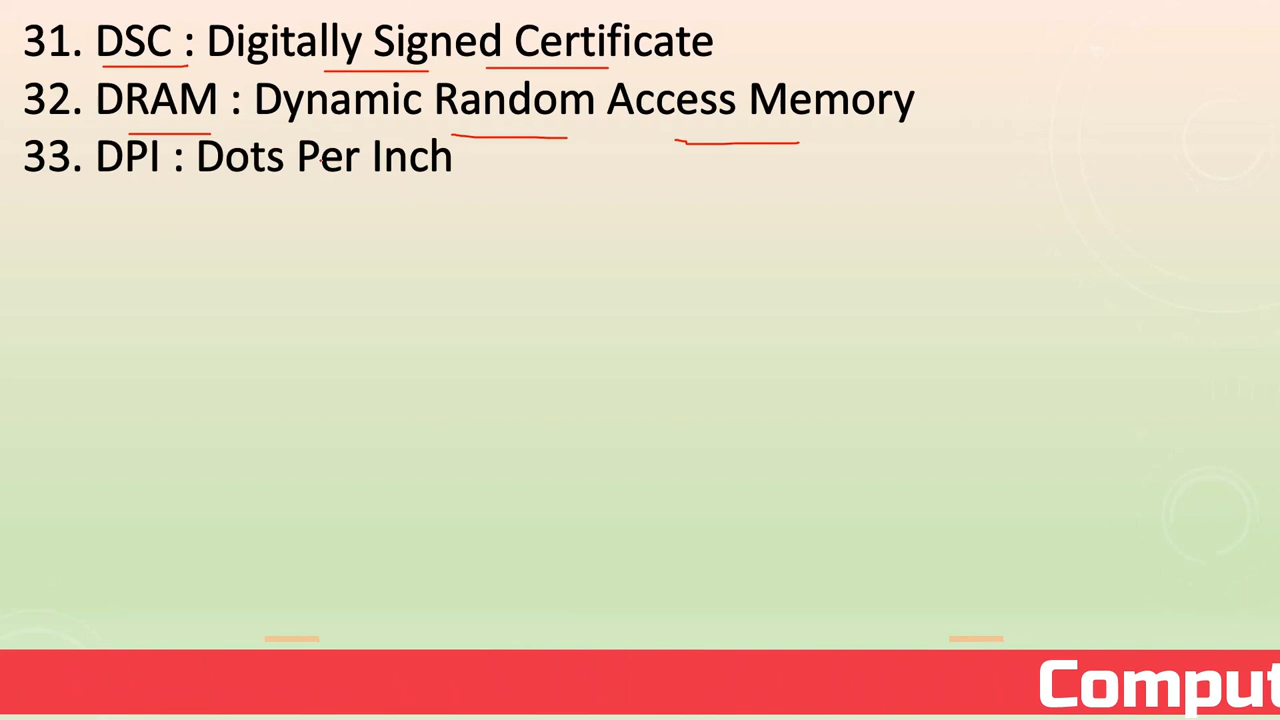 31. DSC : Digitally Signed Certificate
32. DRAM : Dynamic Random Access Memory
33. DPI : Dots Per Inch
Comput